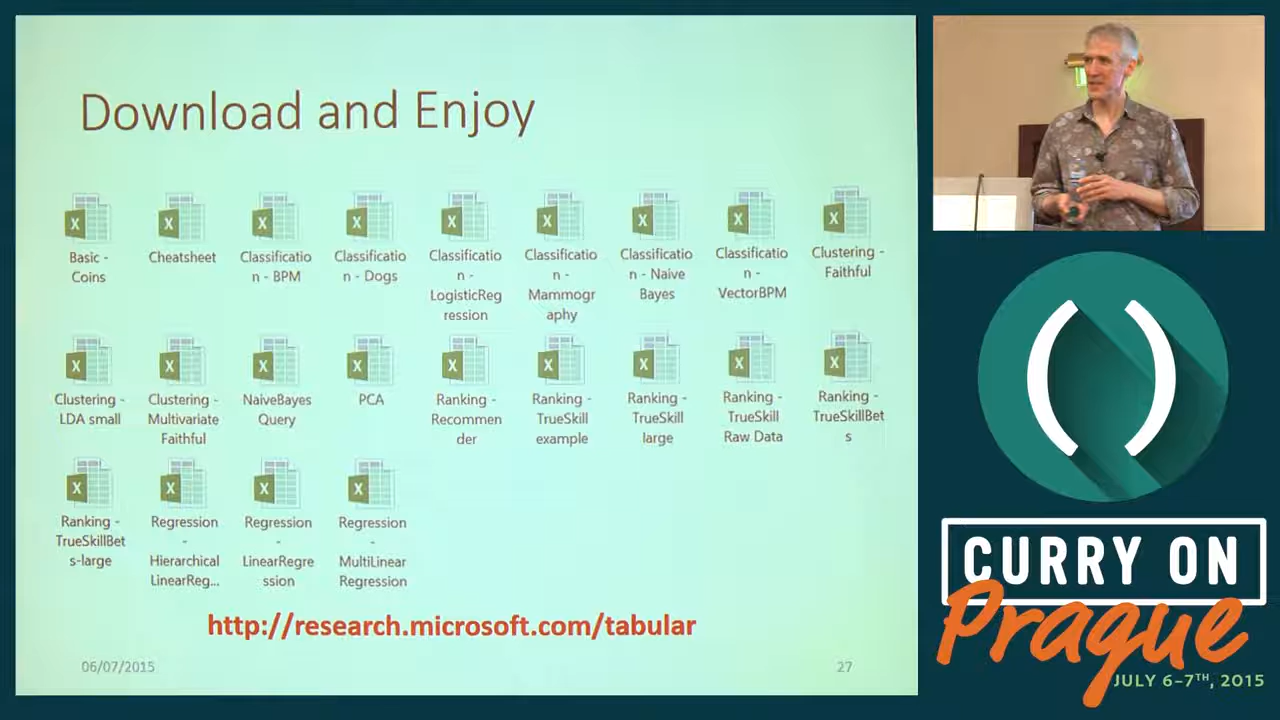 Download and Enjoy
Basic -
Coins
Cheatsheet
Classificatio
n - BPM
Classificatio
n - Dogs
Classificatio
n -
LogisticReg
ression
Classificatio
n -
Mammogr
aphy
Classificatio
n - Naive
Bayes
Classificatio
n -
VectorBPM
Clustering -
Faithful
Clustering -
LDA small
Clustering -
Multivariate
Faithful
NaiveBayes
Query
PCA
Ranking -
Recommen
der
Ranking -
TrueSkill
example
Ranking -
TrueSkill
large
Ranking -
TrueSkill
Raw Data
Ranking -
TrueSkillBet
s
Ranking -
TrueSkillBet
s-large
Regression
-
Hierarchical
LinearReg...
Regression
-
LinearRegre
ssion
Regression
-
MultiLinear
Regression
http://research.microsoft.com/tabular
06/07/2015
27
( )
CURRY ON
Prague
JULY 6-7TH, 2015